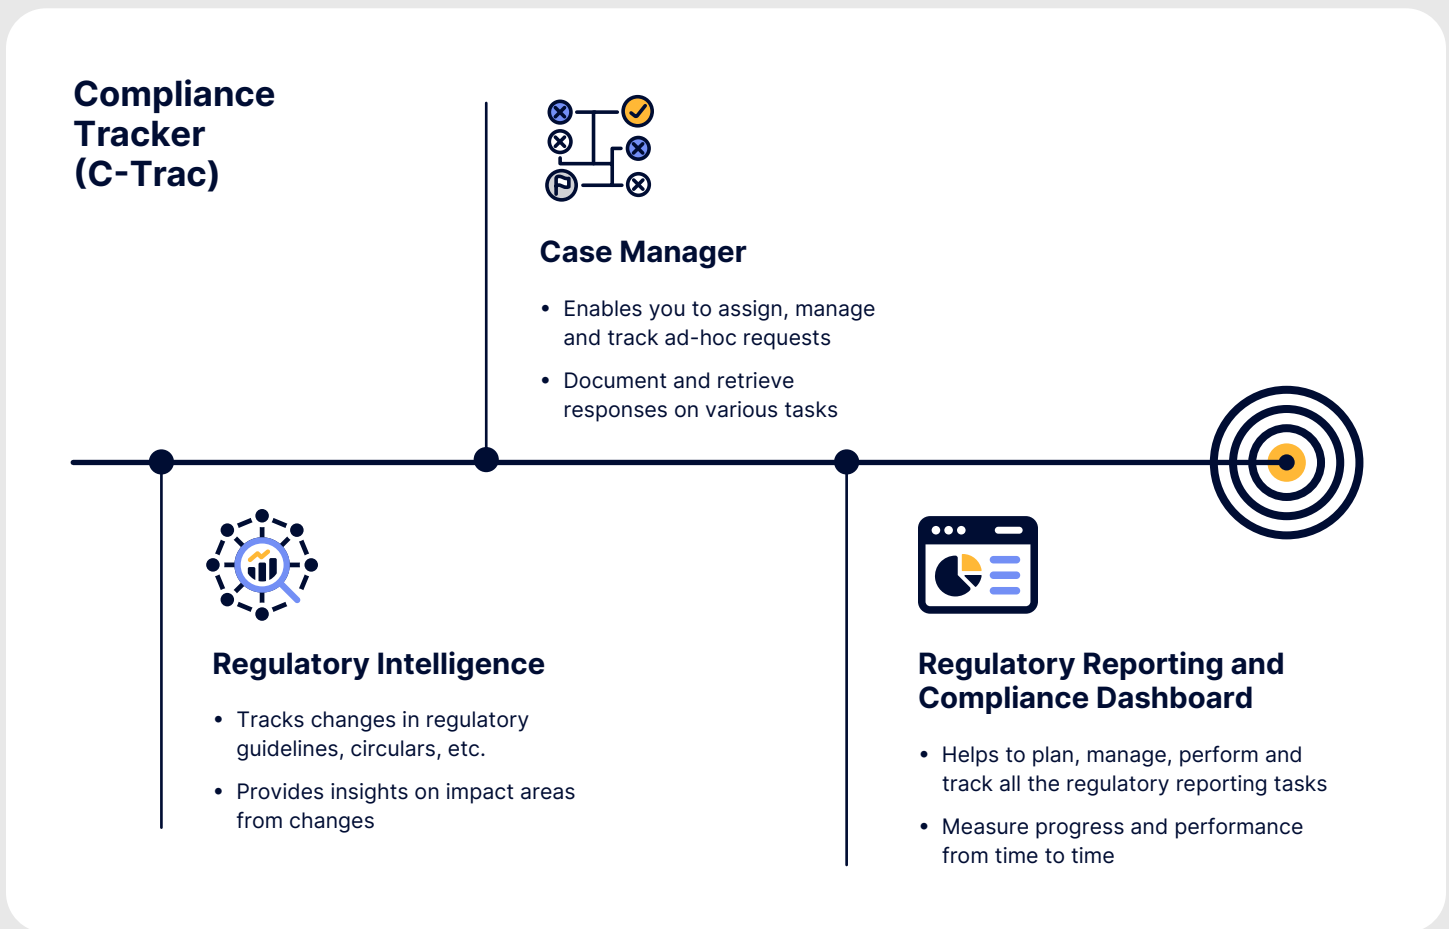 Compliance
Tracker
(C-Trac)
Case Manager
• Enables you to assign, manage
and track ad-hoc requests
• Document and retrieve
responses on various tasks
Regulatory Intelligence
• Tracks changes in regulatory
guidelines, circulars, etc.
• Provides insights on impact areas
from changes
Regulatory Reporting and
Compliance Dashboard
• Helps to plan, manage, perform and
track all the regulatory reporting tasks
• Measure progress and performance
from time to time